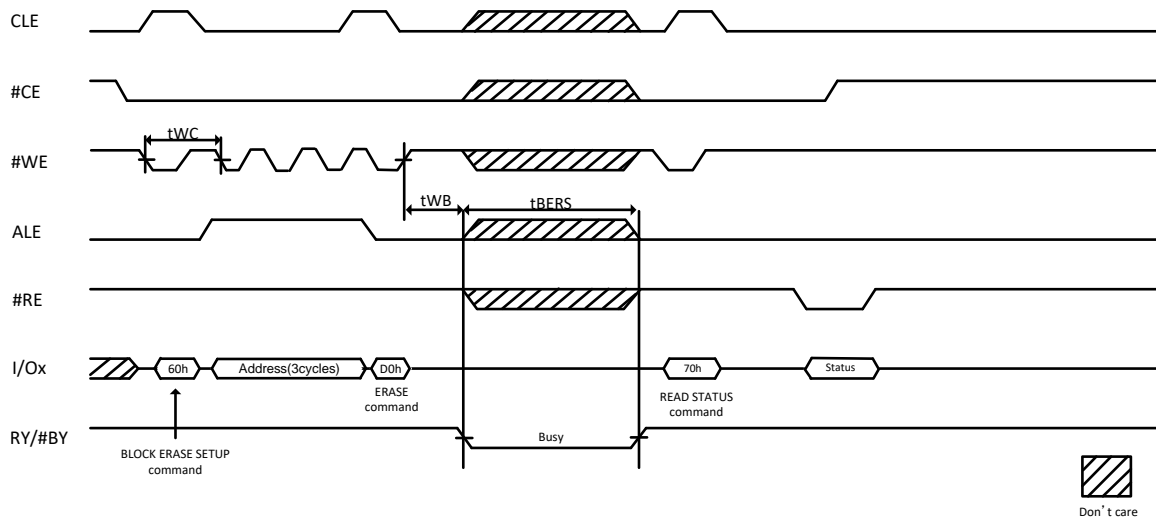 CLE
#CE
tWC
#WE
tWB
tBERS
ALE
#RE
I/Ox
60h
Address(3cycles)
D0h
70h
Status
ERASE
command
READ STATUS
command
RY/#BY
Busy
BLOCK ERASE SETUP
command
Don't care